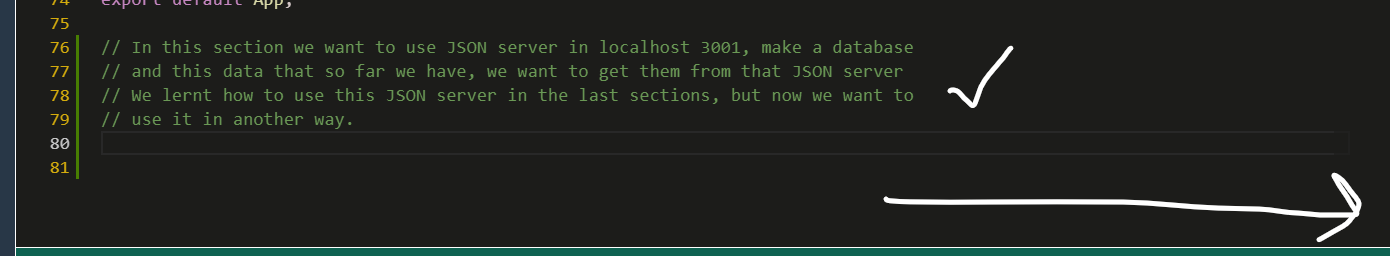 74 export default App;
75
76 // In this section we want to use JSON server in localhost 3001, make a database
77 // and this data that so far we have, we want to get them from that JSON server
78 // We lernt how to use this JSON server in the last sections, but now we want to
79 // use it in another way.
80
81